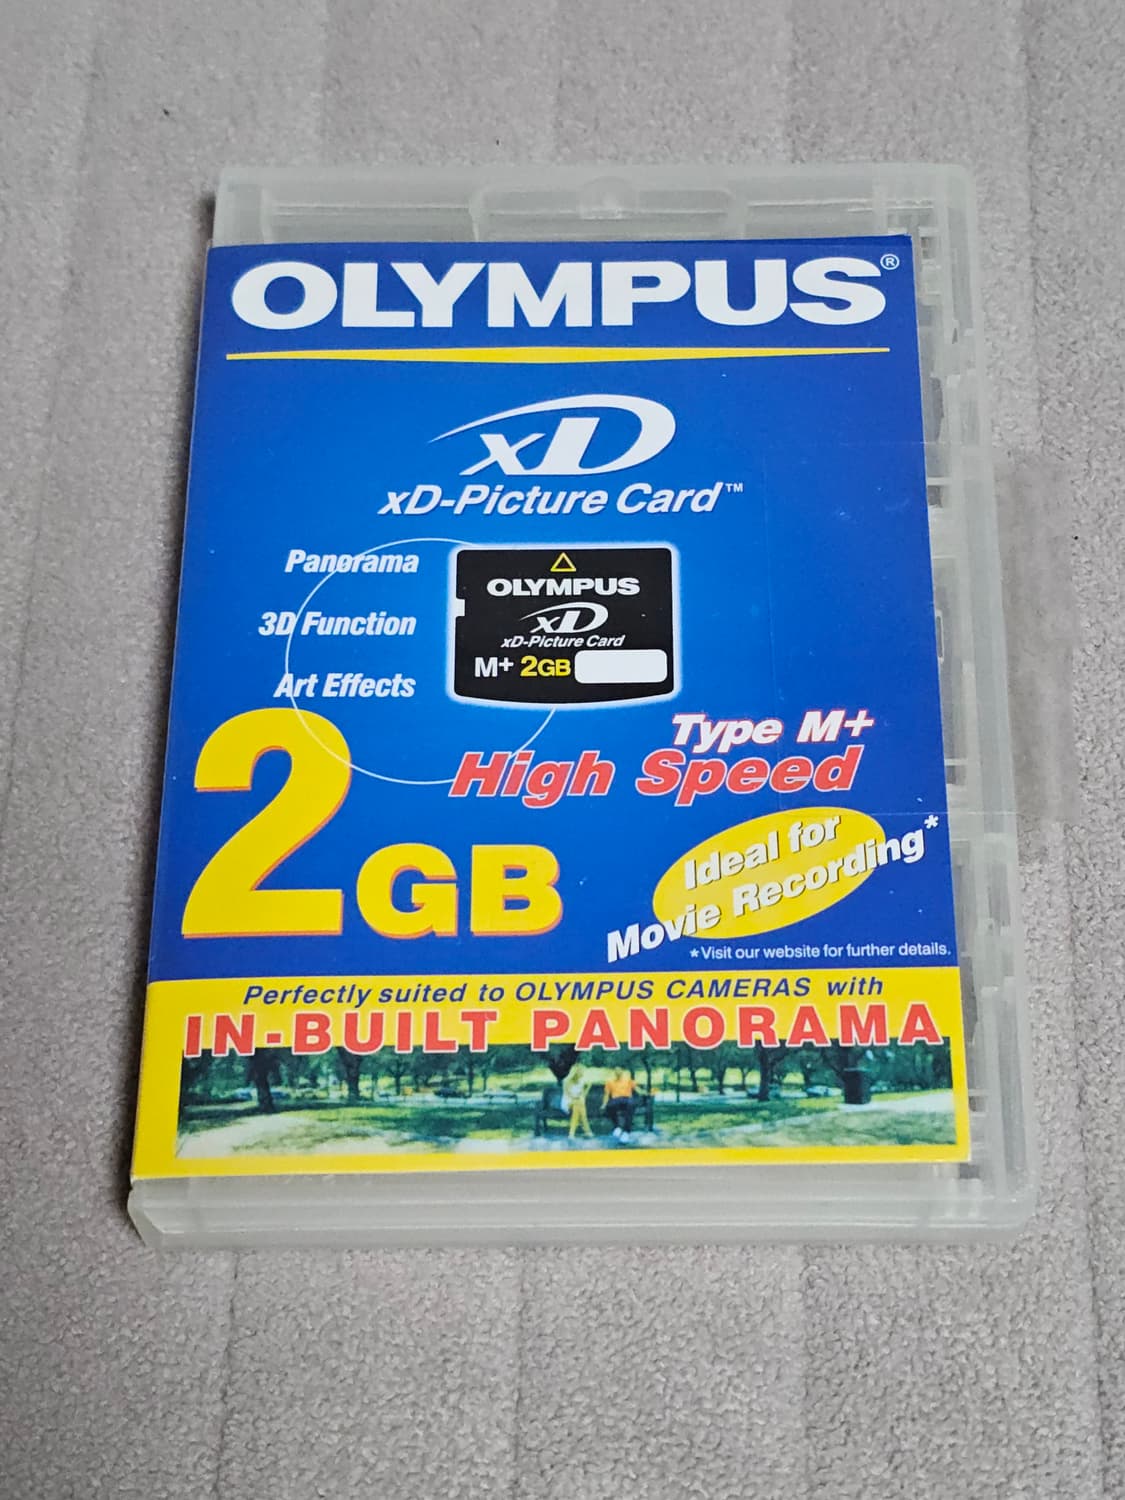 OLYMPUS®
xD
xD-Picture Card™
Panorama
3D Function
Art Effects
OLYMPUS
xD
xD-Picture Card
M+ 2GB
Type M+
High Speed
2GB
Ideal for
Movie Recording*
*Visit our website for further details.
Perfectly suited to OLYMPUS CAMERAS with
IN-BUILT PANORAMA